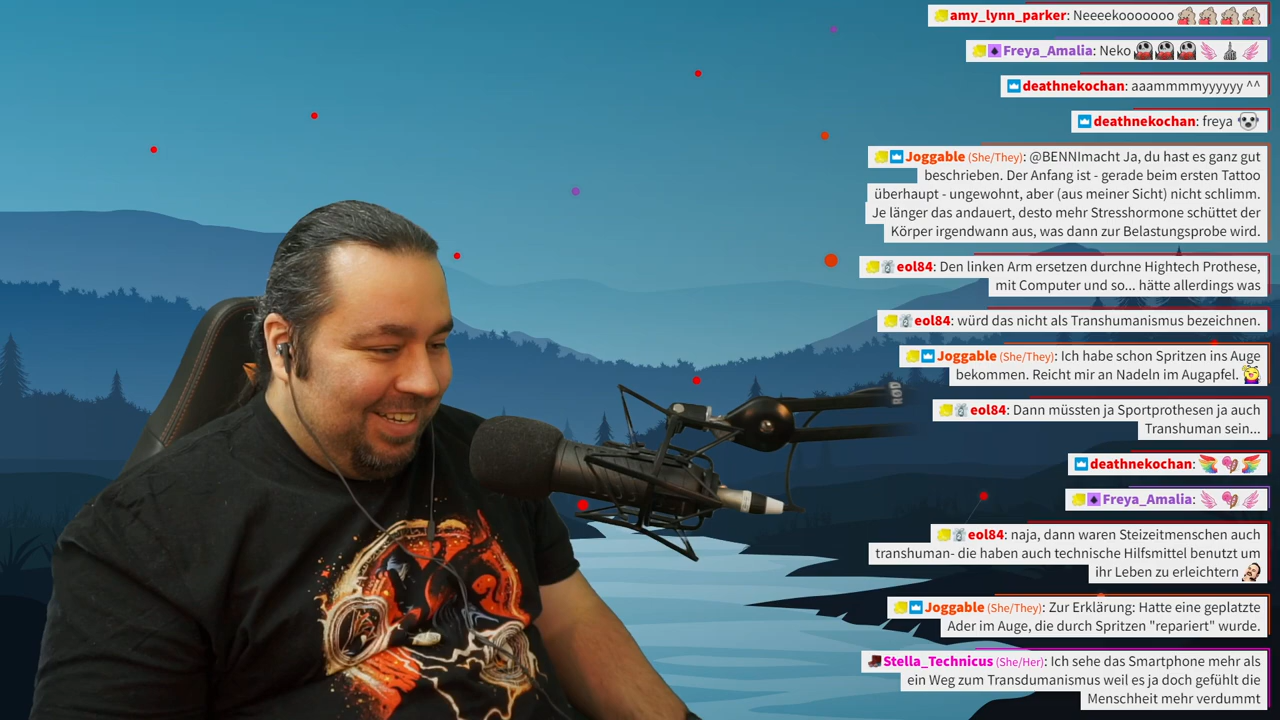 amy_lynn_parker: Neeeekooooooo
Freya_Amalia: Neko
deathnekochan: aaammmmyyyyyy ^^
deathnekochan: freya
Joggable (She/They): @BENNImacht Ja, du hast es ganz gut
beschrieben. Der Anfang ist - gerade beim ersten Tattoo
überhaupt - ungewohnt, aber (aus meiner Sicht) nicht schlimm.
Je länger das andauert, desto mehr Stresshormone schüttet der
Körper irgendwann aus, was dann zur Belastungsprobe wird.
eol84: Den linken Arm ersetzen durchne Hightech Prothese,
mit Computer und so... hätte allerdings was
eol84: würd das nicht als Transhumanismus bezeichnen.
Joggable (She/They): Ich habe schon Spritzen ins Auge
bekommen. Reicht mir an Nadeln im Augapfel.
ROD
eol84: Dann müssten ja Sportprothesen ja auch
Transhuman sein...
deathnekochan:
Freya_Amalia:
eol84: naja, dann waren Steizeitmenschen auch
transhuman- die haben auch technische Hilfsmittel benutzt um
ihr Leben zu erleichtern
Joggable (She/They): Zur Erklärung: Hatte eine geplatzte
Ader im Auge, die durch Spritzen "repariert" wurde.
Stella_Technicus (She/Her): Ich sehe das Smartphone mehr als
ein Weg zum Transdumanismus weil es ja doch gefühlt die
Menschheit mehr verdummt